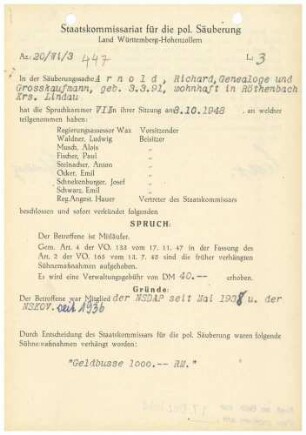 Staatskommissariat für die pol. Säuberung
Land Württemberg-Hohenzollern
Az: 20/VI/3 447 L 3
In der Säuberungssache Arnold, Richard, Genealoge und
Grosskaufmann, geb. 3.3.91, wohnhaft in Röthenbach
Krs. Lindau
hat die Spruchkammer VII in ihrer Sitzung am 8.10.1948, an welcher
teilgenommen haben:
Regierungsassessor Wax Vorsitzender
Waldner, Ludwig Beisitzer
Musch, Alois "
Fischer, Paul "
Steinacher, Anton "
Odert, Emil "
Schnekenburger, Josef "
Schwarz, Emil "
Reg.Angest. Hauer Vertreter des Staatskommissars
beschlossen und sofort verkündet folgenden
SPRUCH:
Der Betroffene ist Mitläufer.
Gem. Art. 4 der VO. 133 vom 17. 11. 47 in der Fassung des
Art. 2 der VO. 165 vom 13. 7. 48 sind die früher verhängten
Sühnemaßnahmen aufgehoben.
Es wird eine Verwaltungsgebühr von DM 40.-- erhoben.
Gründe:
Der Betroffene war Mitglied der NSDAP seit Mai 1938 u. der
NSKOV. seit 1936
Durch Entscheidung des Staatskommissars für die pol. Säuberung waren folgende
Sühnemaßnahmen verhängt worden:
"Geldbusse 1000.-- RM."